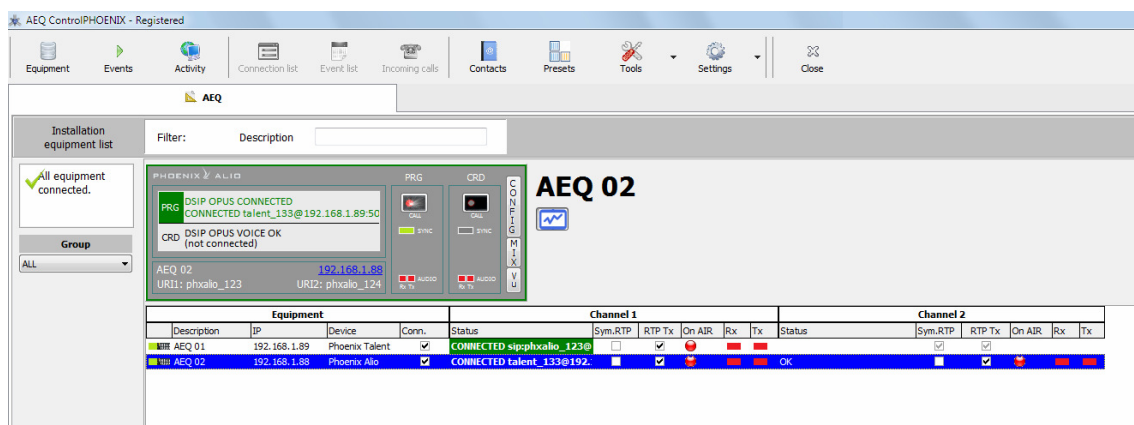 AEQ ControlPHOENIX - Registered
Equipment Events Activity Connection list Event list Incoming calls Contacts Presets Tools Settings Close
AEQ
Installation equipment list
Filter: Description
All equipment connected.
Group
ALL
PHOENIX ALIO PRG CRD
PRG DSIP OPUS CONNECTED
CONNECTED talent_133@192.168.1.89:50
CRD DSIP OPUS VOICE OK
(not connected)
CALL CALL
SYNC SYNC
AEQ 02 192.168.1.88
URI1: phxalio_123 URI2: phxalio_124
AUDIO AUDIO
Rx Tx Rx Tx
CONFIG
MIX
VU
AEQ 02
Equipment Channel 1 Channel 2
Description IP Device Conn. Status Sym.RTP RTP Tx On AIR Rx Tx Status Sym.RTP RTP Tx On AIR Rx Tx
AEQ 01 192.168.1.89 Phoenix Talent CONNECTED sip:phxalio_123@
AEQ 02 192.168.1.88 Phoenix Alio CONNECTED talent_133@192. OK